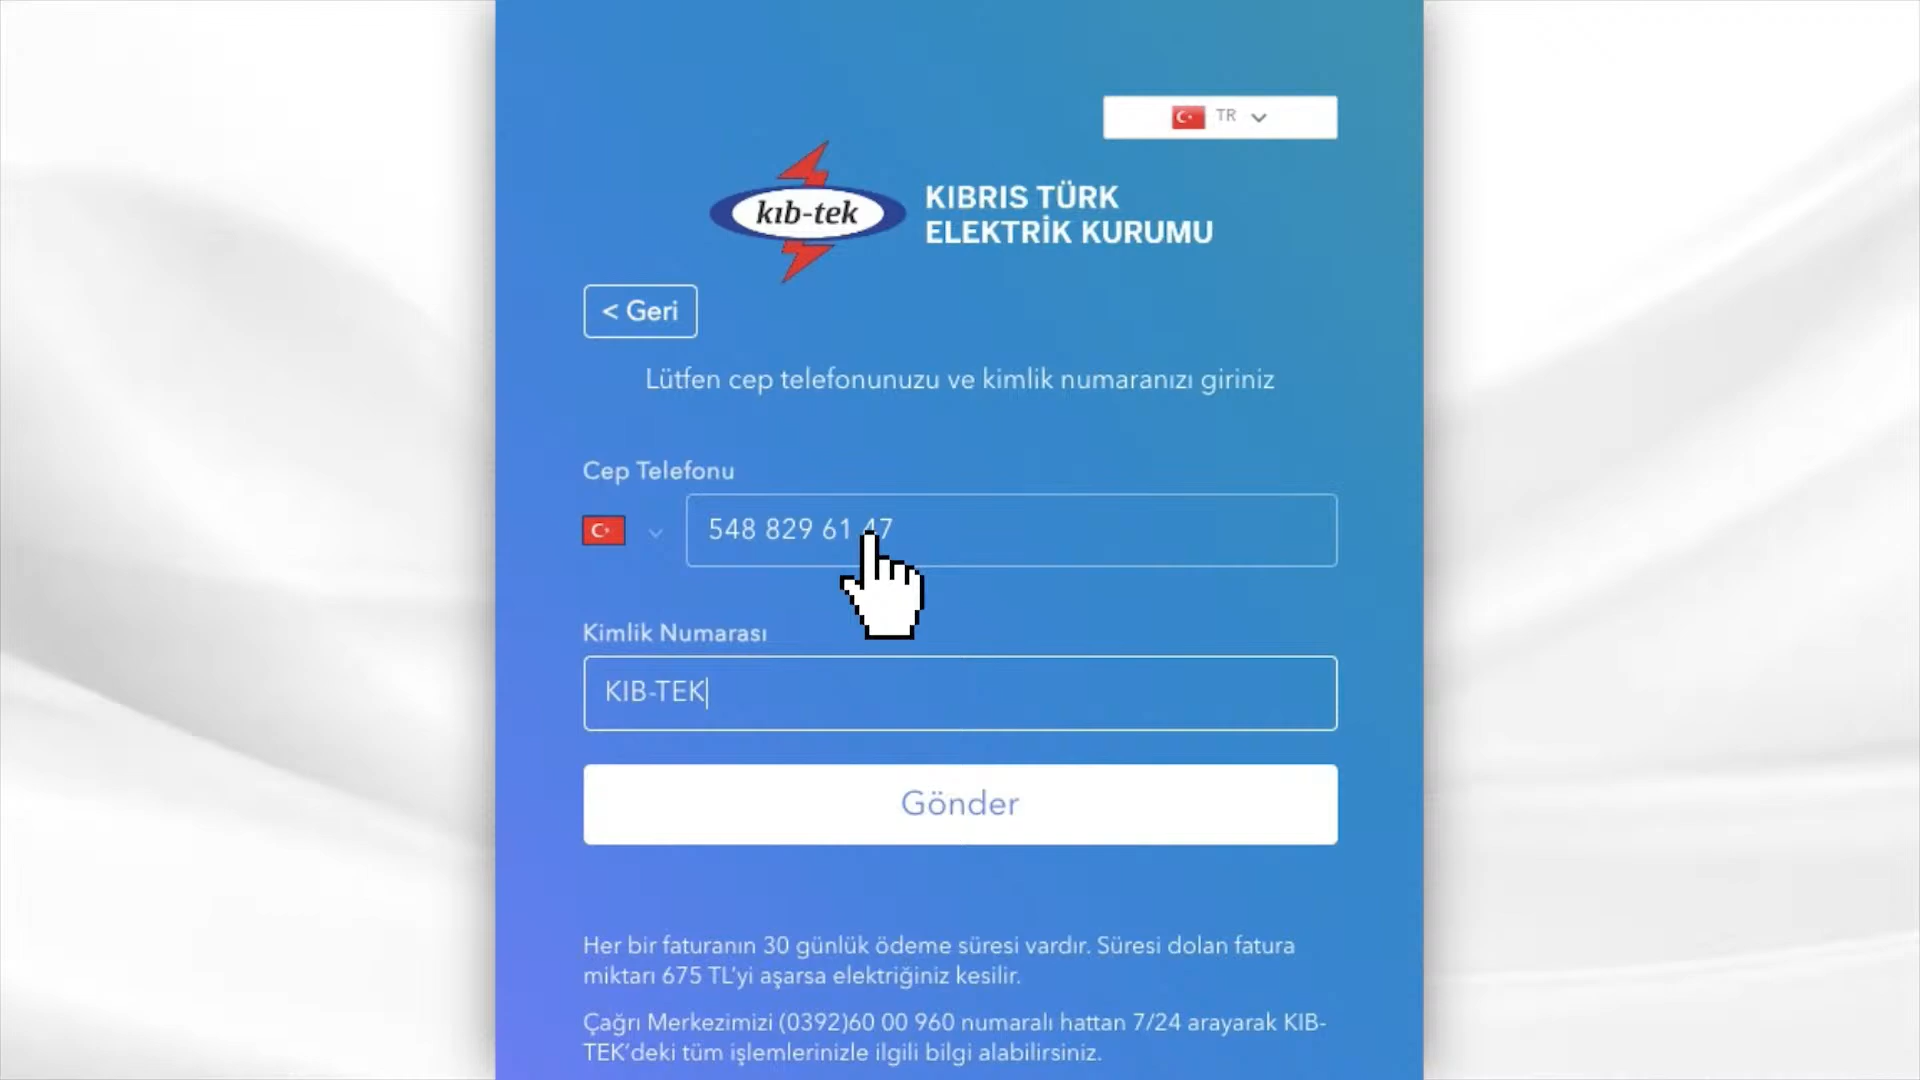 TR
kıb-tek
KIBRIS TÜRK
ELEKTRİK KURUMU
< Geri
Lütfen cep telefonunuzu ve kimlik numaranızı giriniz
Cep Telefonu
548 829 61 47
Kimlik Numarası
KIB-TEK
Gönder
Her bir faturanın 30 günlük ödeme süresi vardır. Süresi dolan fatura
miktarı 675 TL'yi aşarsa elektriğiniz kesilir.
Çağrı Merkezimizi (0392)60 00 960 numaralı hattan 7/24 arayarak KIB-
TEK'deki tüm işlemlerinizle ilgili bilgi alabilirsiniz.